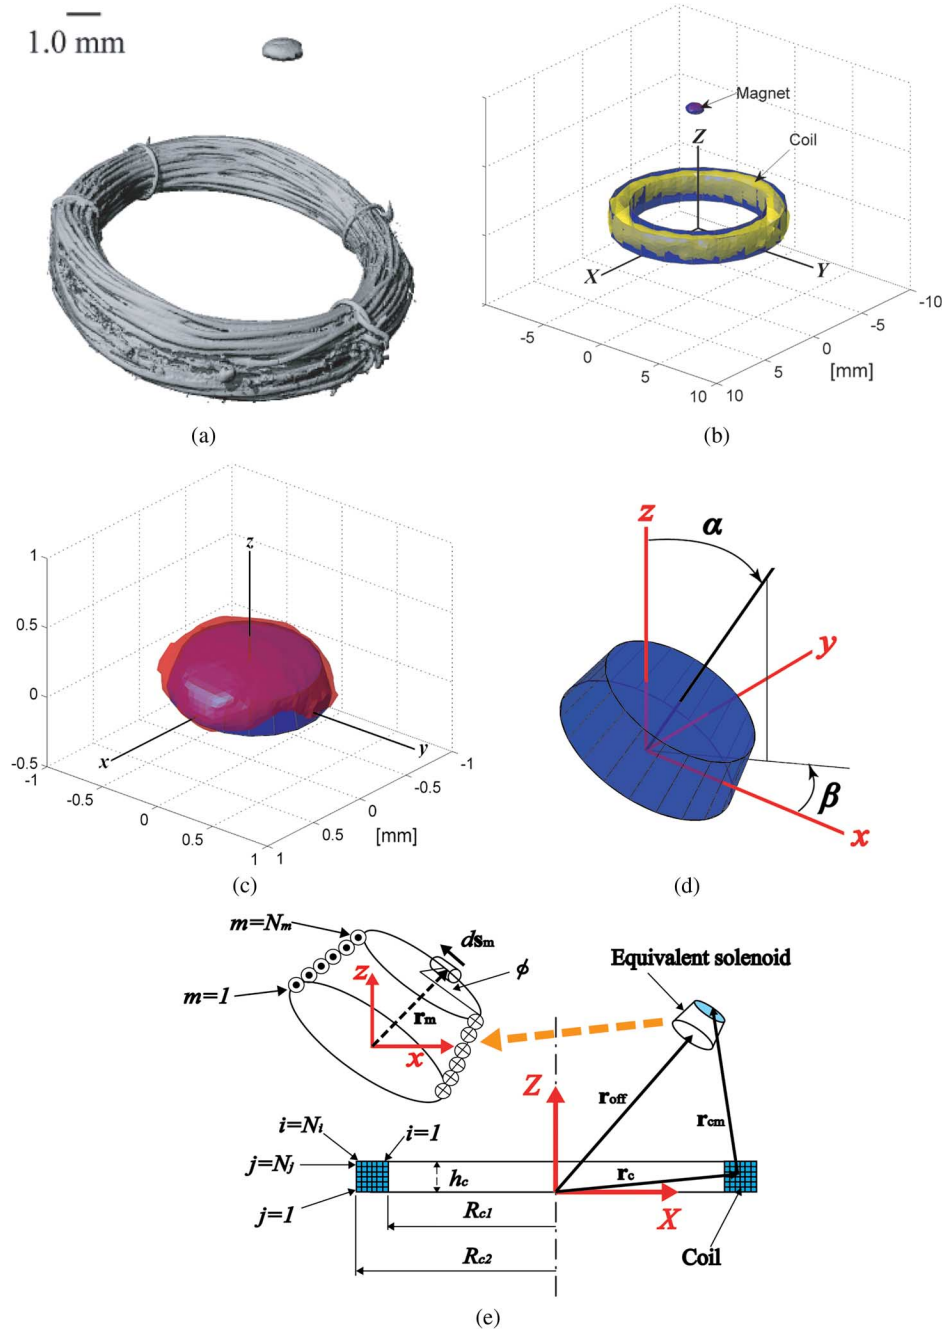 1.0 mm
(a)
Magnet
Coil
Z
X
Y
-5
0
5
10
10
5
0
-5
-10
[mm]
(b)
1
0.5
0
-0.5
-1
-0.5
0
0.5
1
1
0.5
0
-0.5
-1
[mm]
z
x
y
(c)
z
α
y
β
x
(d)
m=Nm
m=1
dsm
ϕ
z
rm
x
Equivalent solenoid
Z
roff
rcm
i=Ni
i=1
j=Nj
hc
rc
j=1
Rc1
X
Rc2
Coil
(e)